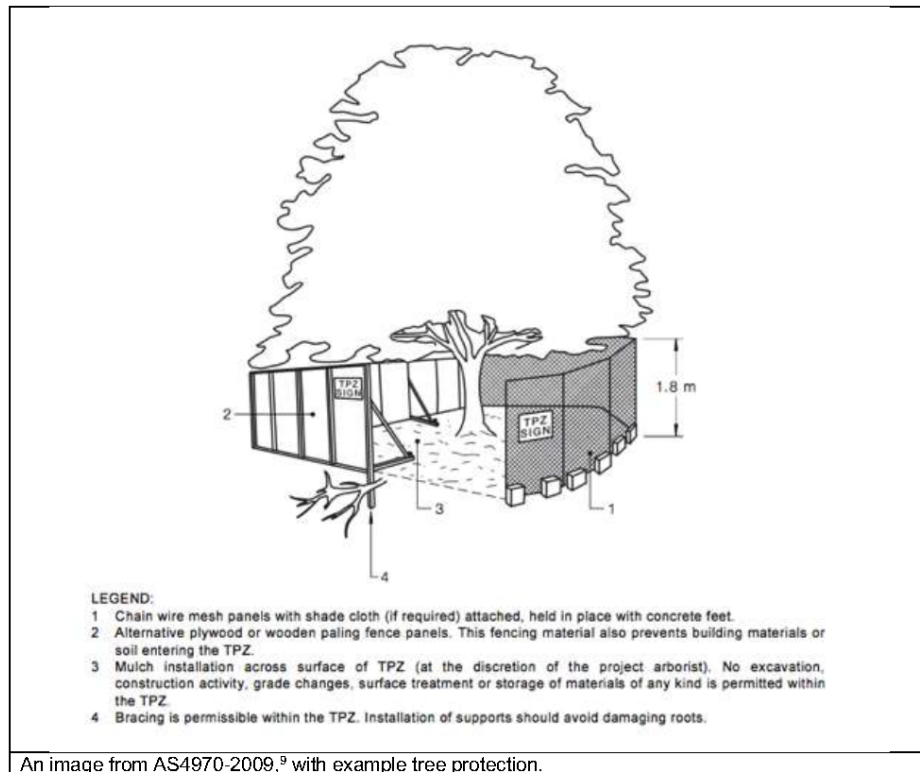 TPZ
SIGN
1.8 m
2
TPZ
SIGN
3
1
4
LEGEND:
1 Chain wire mesh panels with shade cloth (if required) attached, held in place with concrete feet.
2 Alternative plywood or wooden paling fence panels. This fencing material also prevents building materials or
soil entering the TPZ.
3 Mulch installation across surface of TPZ (at the discretion of the project arborist). No excavation,
construction activity, grade changes, surface treatment or storage of materials of any kind is permitted within
the TPZ.
4 Bracing is permissible within the TPZ. Installation of supports should avoid damaging roots.
An image from AS4970-2009,⁹ with example tree protection.